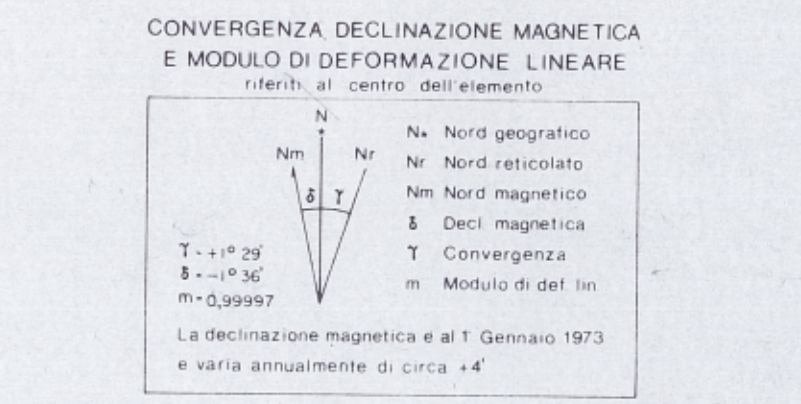 CONVERGENZA, DECLINAZIONE MAGNETICA
E MODULO DI DEFORMAZIONE LINEARE
riferiti al centro dell'elemento
N
Nm Nr
δ γ
N* Nord geografico
Nr Nord reticolato
Nm Nord magnetico
δ Decl magnetica
γ Convergenza
m Modulo di def. lin
γ = +1° 29'
δ = -1° 36'
m = 0,99997
La declinazione magnetica e al 1° Gennaio 1973
e varia annualmente di circa +4'